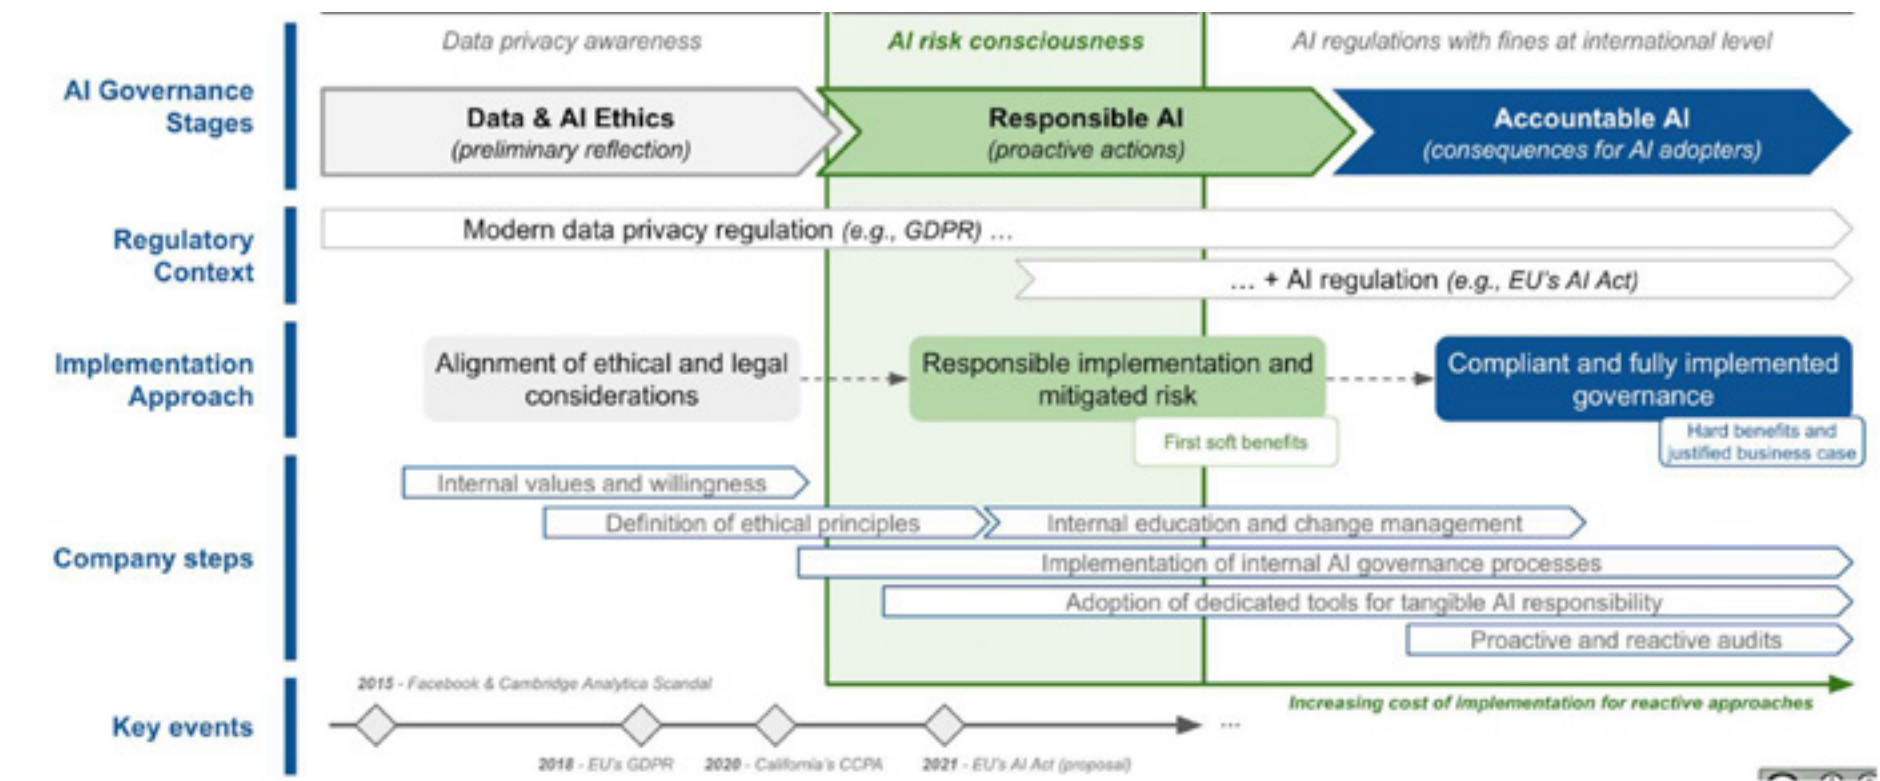 Data privacy awareness
AI risk consciousness
AI regulations with fines at international level
AI Governance
Stages
Data & AI Ethics
(preliminary reflection)
Responsible AI
(proactive actions)
Accountable AI
(consequences for AI adopters)
Regulatory
Context
Modern data privacy regulation (e.g., GDPR) ...
... + AI regulation (e.g., EU's AI Act)
Implementation
Approach
Alignment of ethical and legal
considerations
Responsible implementation and
mitigated risk
First soft benefits
Compliant and fully implemented
governance
Hard benefits and
justified business case
Company steps
Internal values and willingness
Definition of ethical principles
Internal education and change management
Implementation of internal AI governance processes
Adoption of dedicated tools for tangible AI responsibility
Proactive and reactive audits
Increasing cost of implementation for reactive approaches
Key events
2015 - Facebook & Cambridge Analytica Scandal
2018 - EU's GDPR
2020 - California's CCPA
2021 - EU's AI Act (proposal)
...